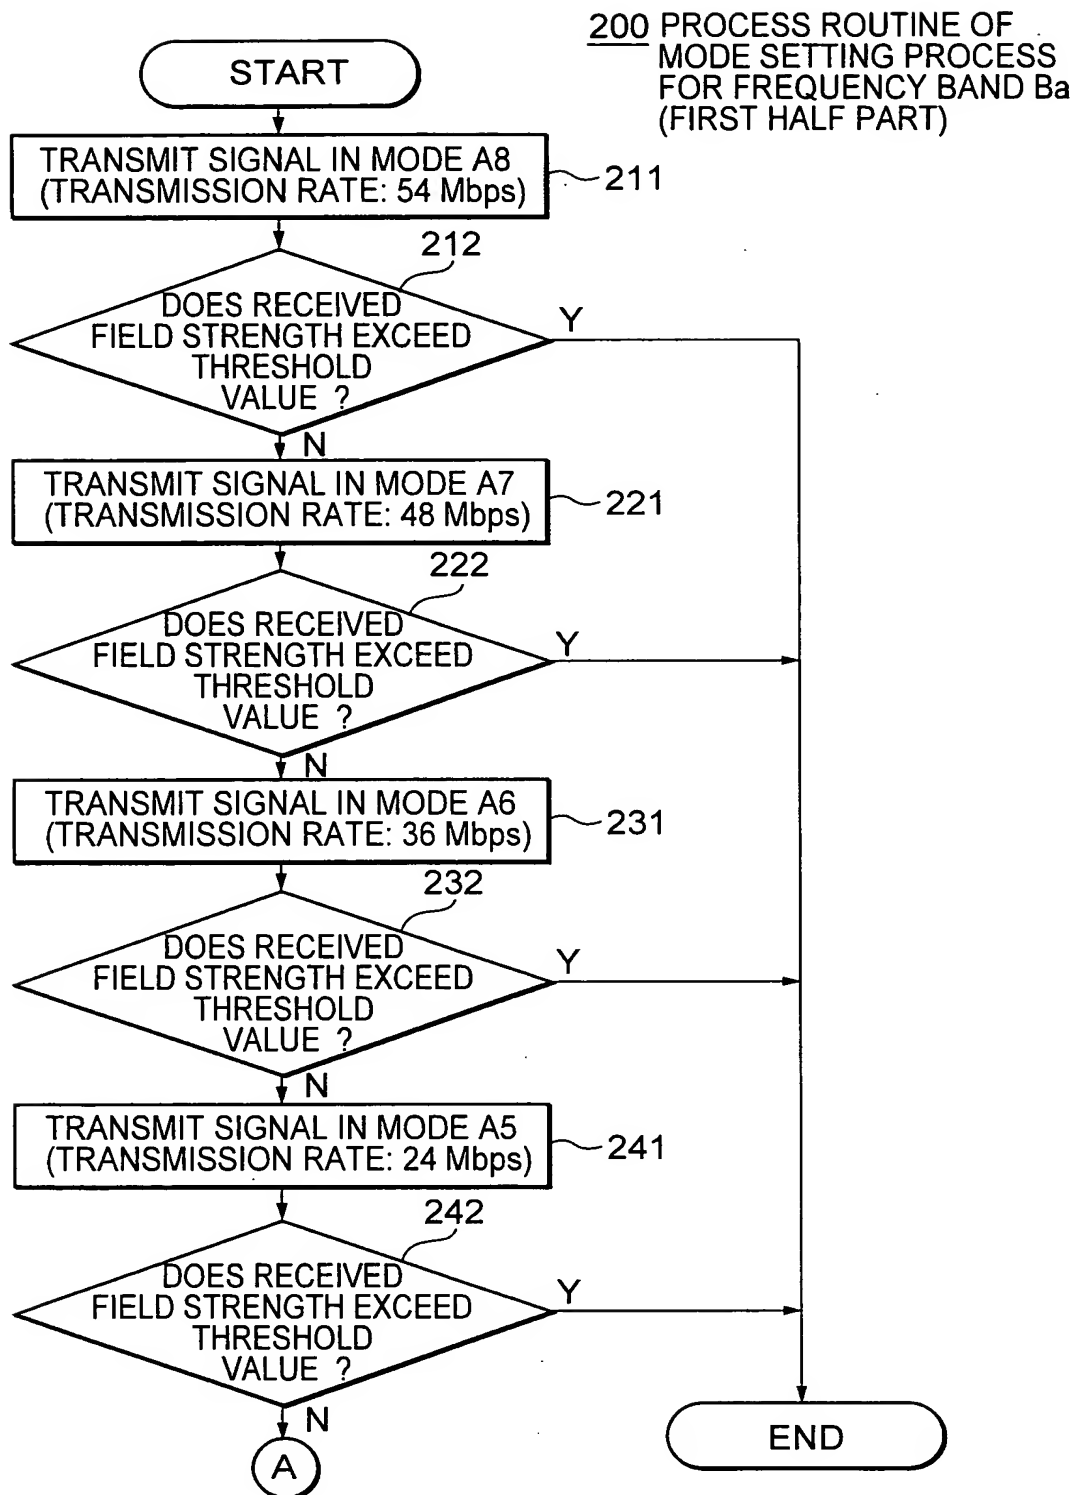 200 PROCESS ROUTINE OF
MODE SETTING PROCESS
FOR FREQUENCY BAND Ba
(FIRST HALF PART)
START
TRANSMIT SIGNAL IN MODE A8
(TRANSMISSION RATE: 54 Mbps)
211
212
DOES RECEIVED
FIELD STRENGTH EXCEED
THRESHOLD
VALUE ?
Y
N
TRANSMIT SIGNAL IN MODE A7
(TRANSMISSION RATE: 48 Mbps)
221
222
DOES RECEIVED
FIELD STRENGTH EXCEED
THRESHOLD
VALUE ?
Y
N
TRANSMIT SIGNAL IN MODE A6
(TRANSMISSION RATE: 36 Mbps)
231
232
DOES RECEIVED
FIELD STRENGTH EXCEED
THRESHOLD
VALUE ?
Y
N
TRANSMIT SIGNAL IN MODE A5
(TRANSMISSION RATE: 24 Mbps)
241
242
DOES RECEIVED
FIELD STRENGTH EXCEED
THRESHOLD
VALUE ?
Y
N
A
END